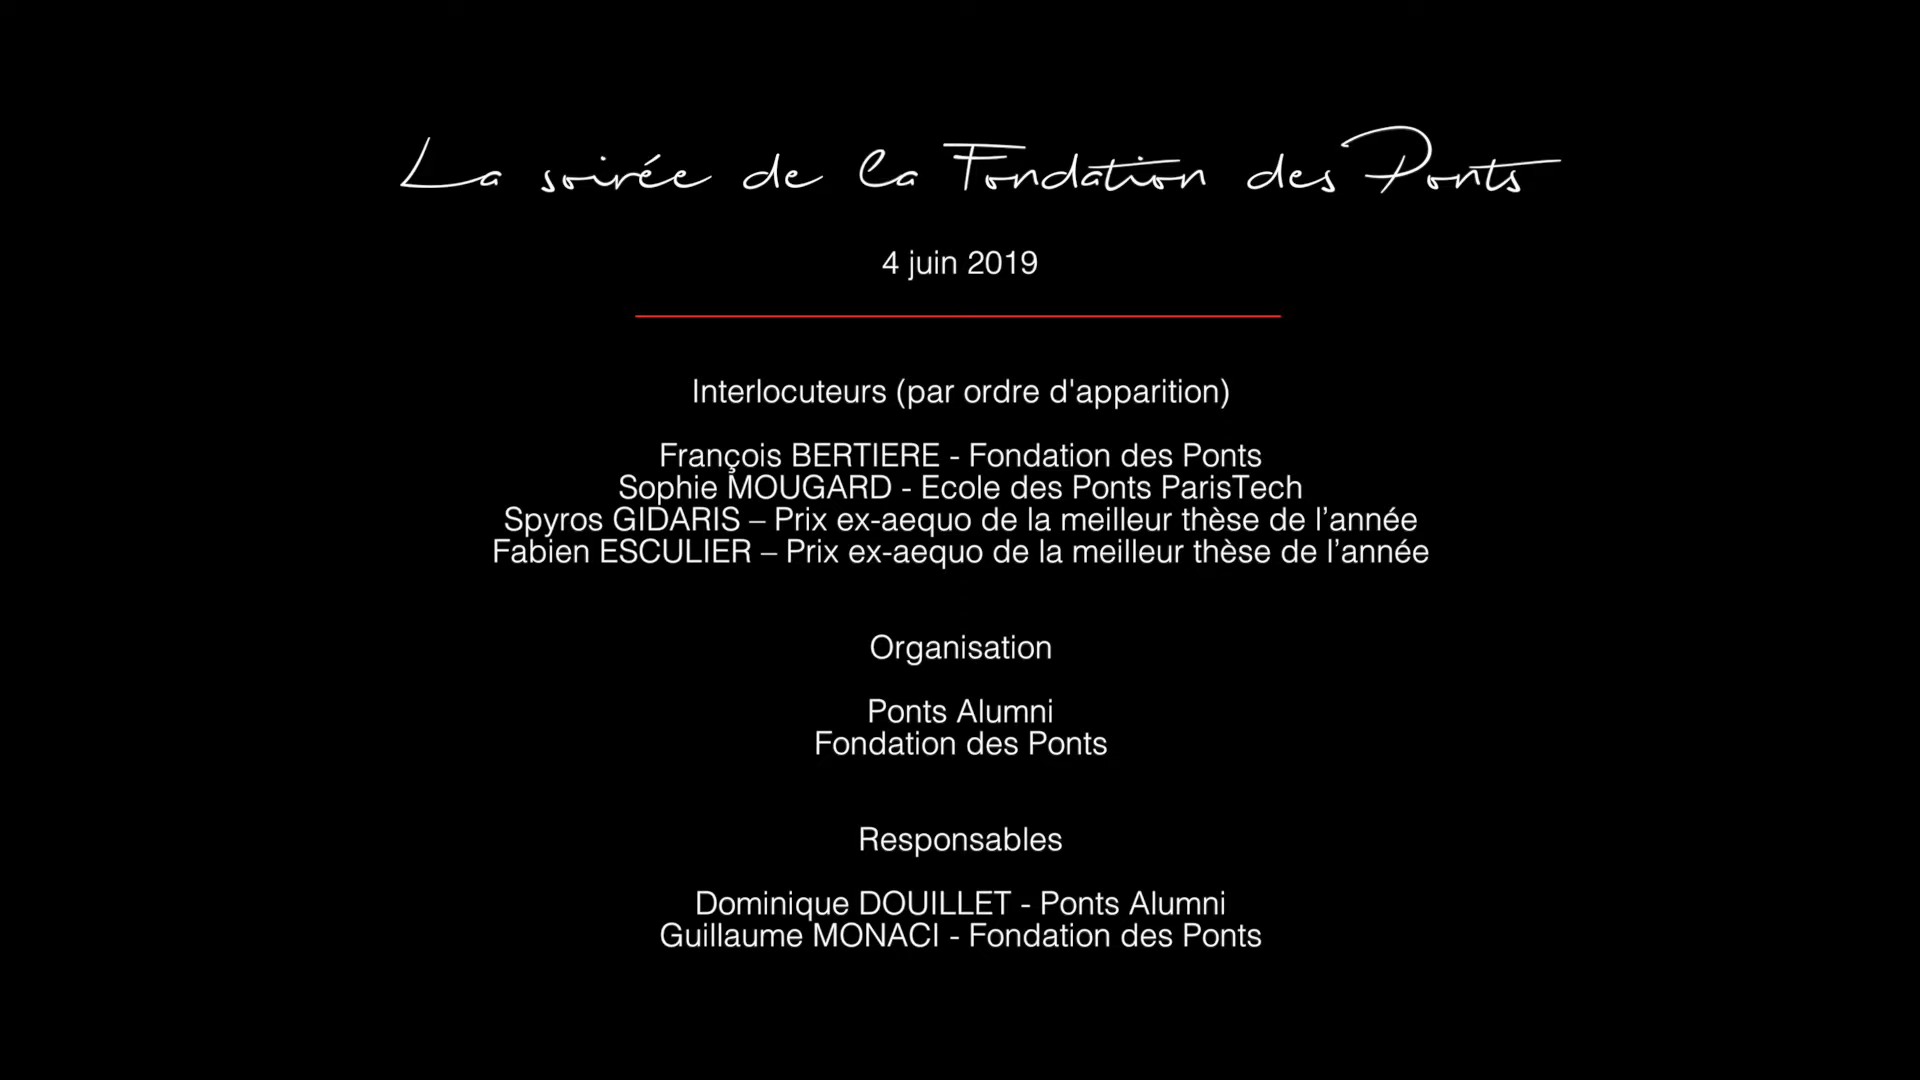 La soirée de la Fondation des Ponts
4 juin 2019
Interlocuteurs (par ordre d'apparition)
François BERTIERE - Fondation des Ponts
Sophie MOUGARD - Ecole des Ponts ParisTech
Spyros GIDARIS – Prix ex-aequo de la meilleur thèse de l’année
Fabien ESCULIER – Prix ex-aequo de la meilleur thèse de l’année
Organisation
Ponts Alumni
Fondation des Ponts
Responsables
Dominique DOUILLET - Ponts Alumni
Guillaume MONACI - Fondation des Ponts